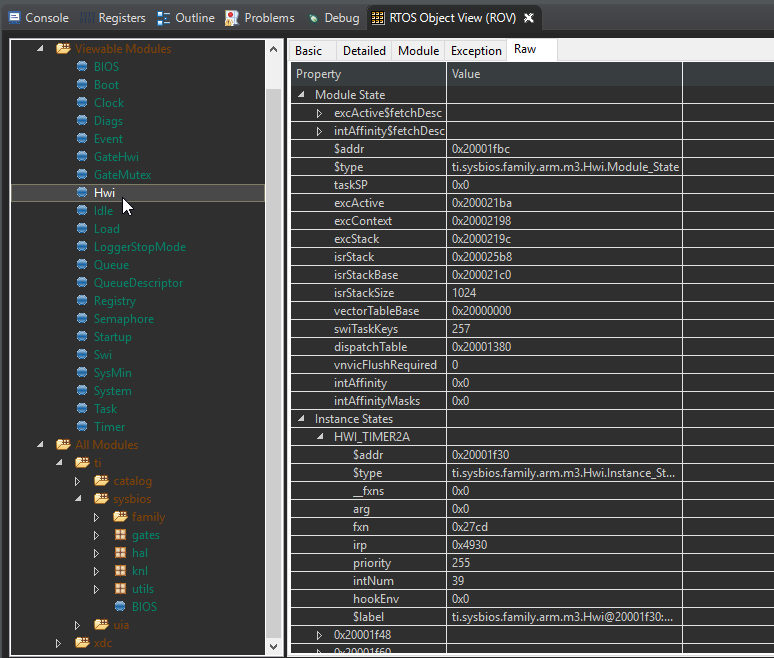 Console Registers Outline Problems Debug RTOS Object View (ROV)
Viewable Modules
BIOS
Boot
Clock
Diags
Event
GateHwi
GateMutex
Hwi
Idle
Load
LoggerStopMode
Queue
QueueDescriptor
Registry
Semaphore
Startup
Swi
SysMin
System
Task
Timer
All Modules
ti
catalog
sysbios
family
gates
hal
knl
utils
BIOS
uia
xdc
Basic Detailed Module Exception Raw
Property Value
Module State
excActive$fetchDesc
intAffinity$fetchDesc
$addr 0x20001fbc
$type ti.sysbios.family.arm.m3.Hwi.Module_State
taskSP 0x0
excActive 0x200021ba
excContext 0x20002198
excStack 0x2000219c
isrStack 0x200025b8
isrStackBase 0x200021c0
isrStackSize 1024
vectorTableBase 0x20000000
swiTaskKeys 257
dispatchTable 0x20001380
vnvicFlushRequired 0
intAffinity 0x0
intAffinityMasks 0x0
Instance States
HWI_TIMER2A
$addr 0x20001f30
$type ti.sysbios.family.arm.m3.Hwi.Instance_St...
__fxns 0x0
arg 0x0
fxn 0x27cd
irp 0x4930
priority 255
intNum 39
hookEnv 0x0
$label ti.sysbios.family.arm.m3.Hwi@20001f30:...
0x20001f48
0x20001f60